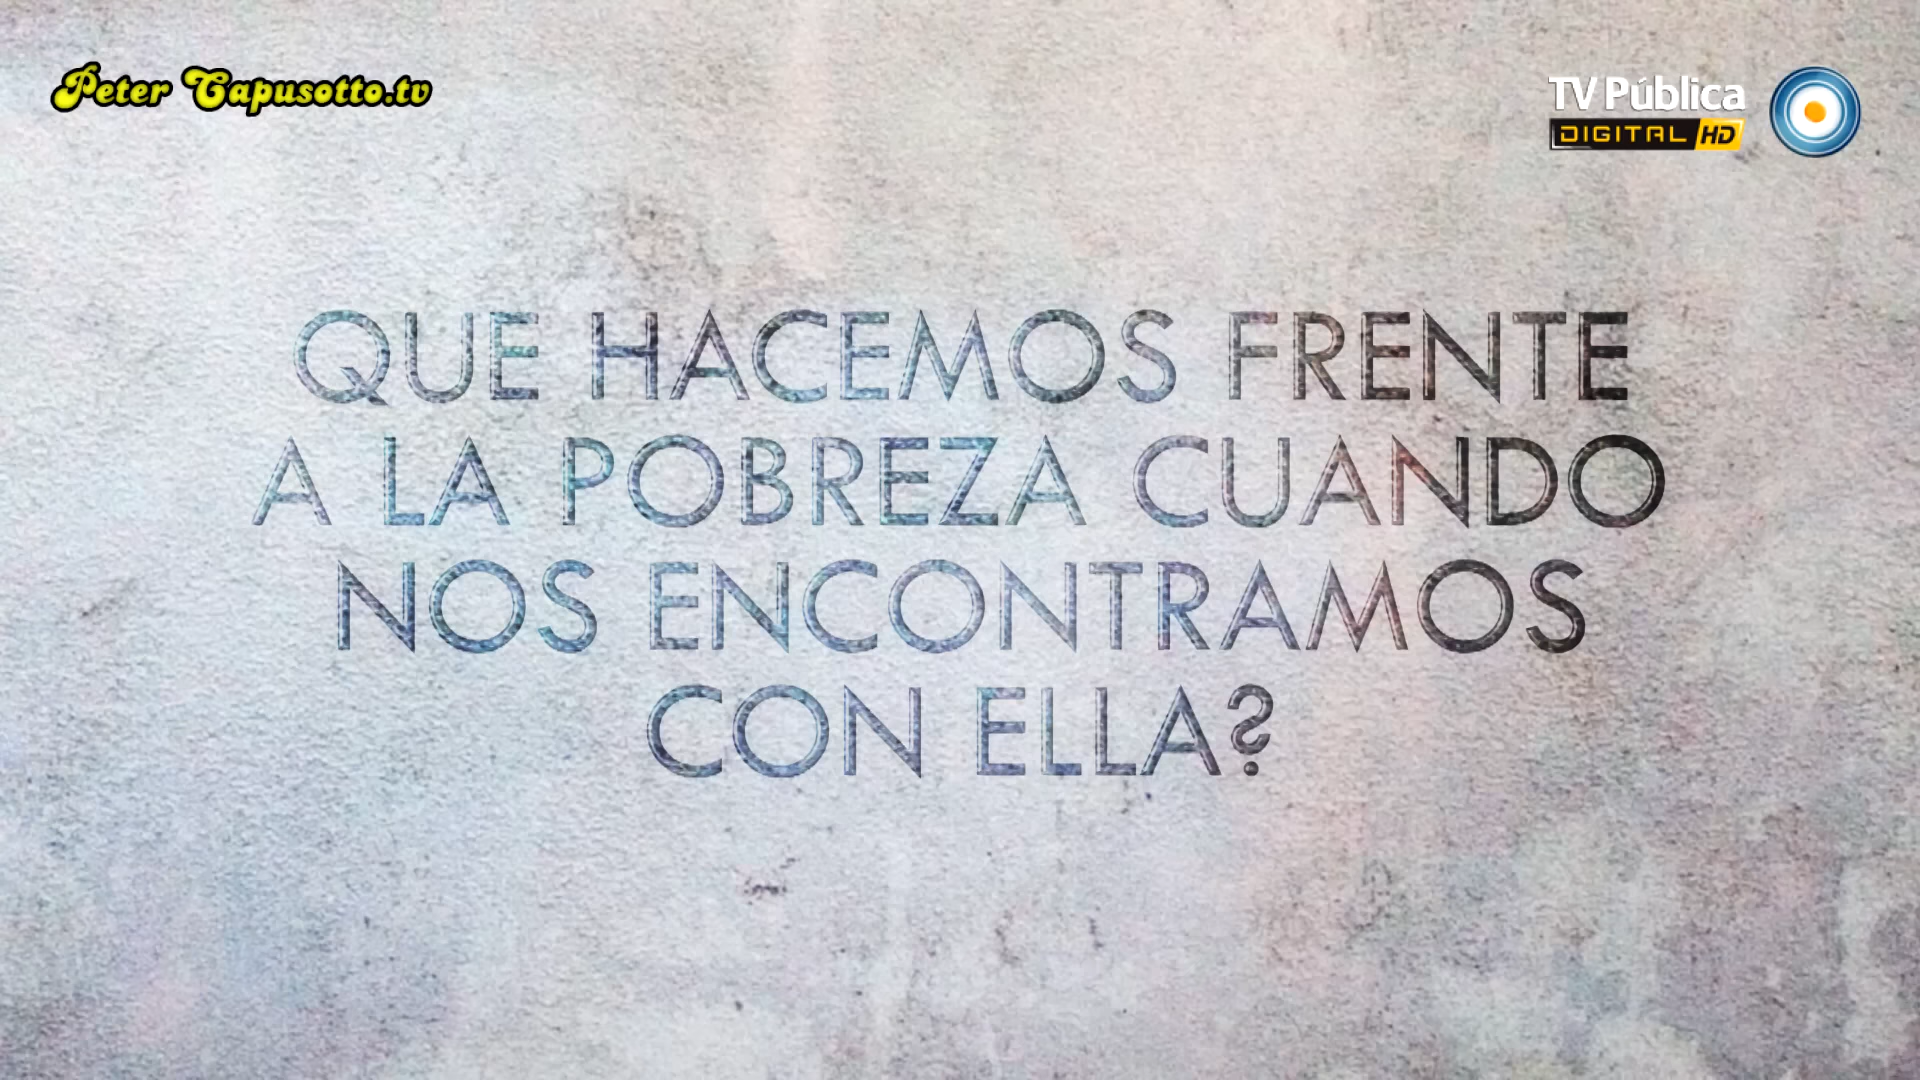 Peter Capusotto.tv
TV Pública
DIGITAL HD
QUE HACEMOS FRENTE
A LA POBREZA CUANDO
NOS ENCONTRAMOS
CON ELLA?